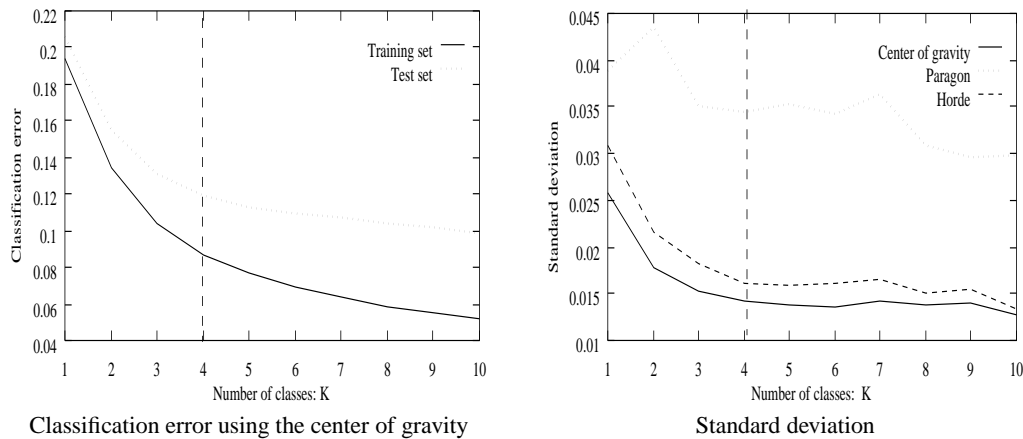 0.22
0.2
0.18
0.16
0.14
0.12
0.1
0.08
0.06
0.04
Classification error
Training set
Test set
1 2 3 4 5 6 7 8 9 10
Number of classes: K
Classification error using the center of gravity
0.045
0.04
0.035
0.03
0.025
0.02
0.015
0.01
Standard deviation
Center of gravity
Paragon
Horde
1 2 3 4 5 6 7 8 9 10
Number of classes: K
Standard deviation